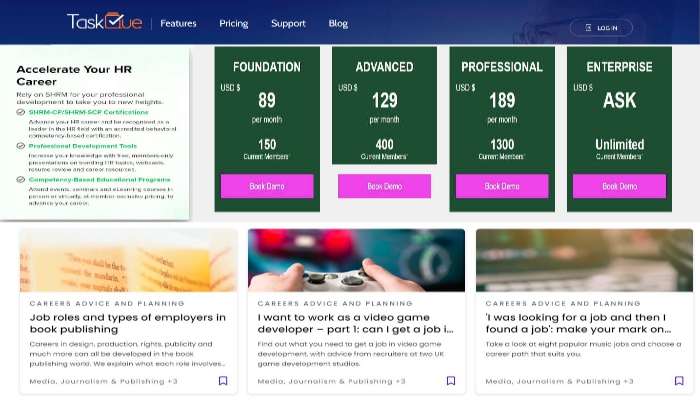 TaskQue
Features
Pricing
Support
Blog
LOG IN
Accelerate Your HR
Career
Rely on SHRM for your professional
development to take you to new heights.
SHRM-CP/SHRM-SCP Certifications
Advance your HR career and be recognized as a
leader in the HR field with an accredited behavioral
competency-based certification.
Professional Development Tools
Increase your knowledge with free, members-only
presentations on trending HR topics, webcasts,
resume review and career resources.
Competency-Based Educational Programs
Attend events, seminars and eLearning courses in
person or virtually, at member-exclusive pricing, to
advance your career.
FOUNDATION
USD $
89
per month
150
Current Members*
Book Demo
ADVANCED
USD $
129
per month
400
Current Members*
Book Demo
PROFESSIONAL
USD $
189
per month
1300
Current Members*
Book Demo
ENTERPRISE
USD $
ASK
Unlimited
Current Members*
Book Demo
CAREERS ADVICE AND PLANNING
Job roles and types of employers in
book publishing
Careers in design, production, rights, publicity and
much more can all be developed in the book
publishing world. We explain what each role involves...
Media, Journalism & Publishing +3
CAREERS ADVICE AND PLANNING
I want to work as a video game
developer – part 1: can I get a job i...
Find out what you need to get a job in video game
development, with advice from recruiters at two UK
game development studios.
Media, Journalism & Publishing +3
CAREERS ADVICE AND PLANNING
'I was looking for a job and then I
found a job': make your mark on...
Take a look at eight popular music jobs and choose a
career path that suits you.
Media, Journalism & Publishing +3